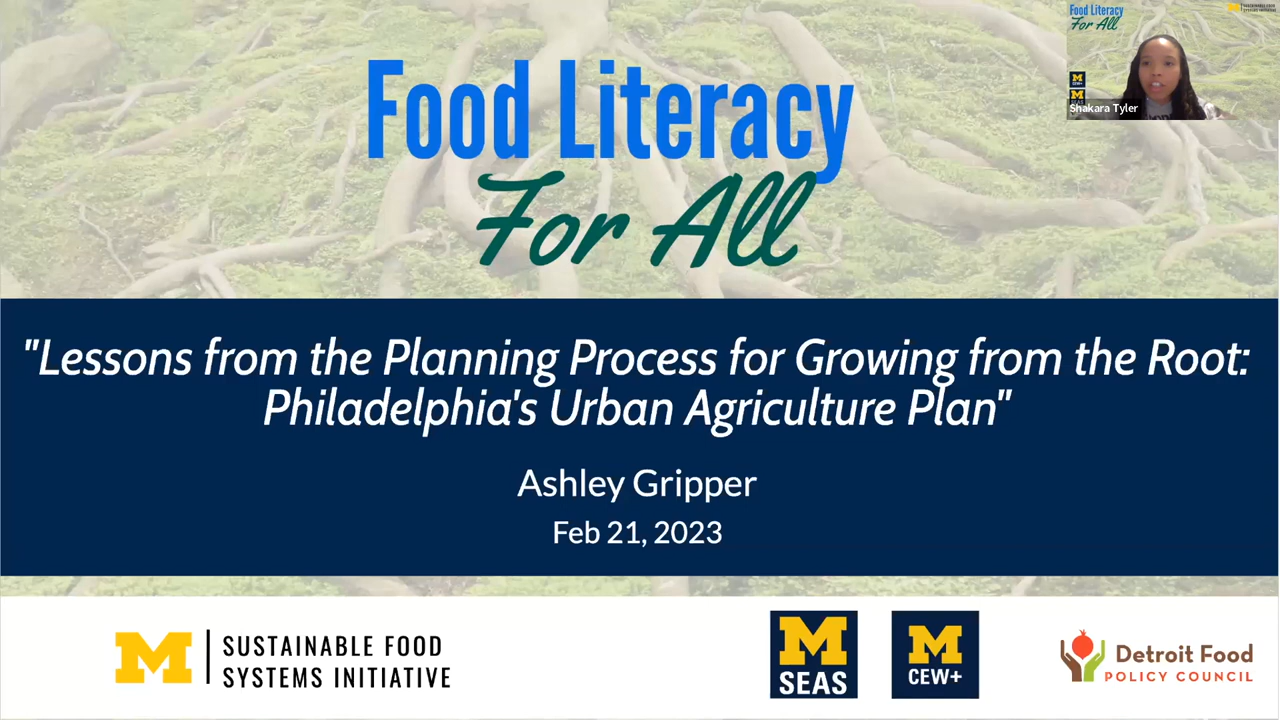 Food Literacy
For All
Food Literacy
For All
CEW+
Shakara Tyler
"Lessons from the Planning Process for Growing from the Root:
Philadelphia's Urban Agriculture Plan"
Ashley Gripper
Feb 21, 2023
M
SUSTAINABLE FOOD
SYSTEMS INITIATIVE
M
SEAS
M
CEW+
Detroit Food
POLICY COUNCIL